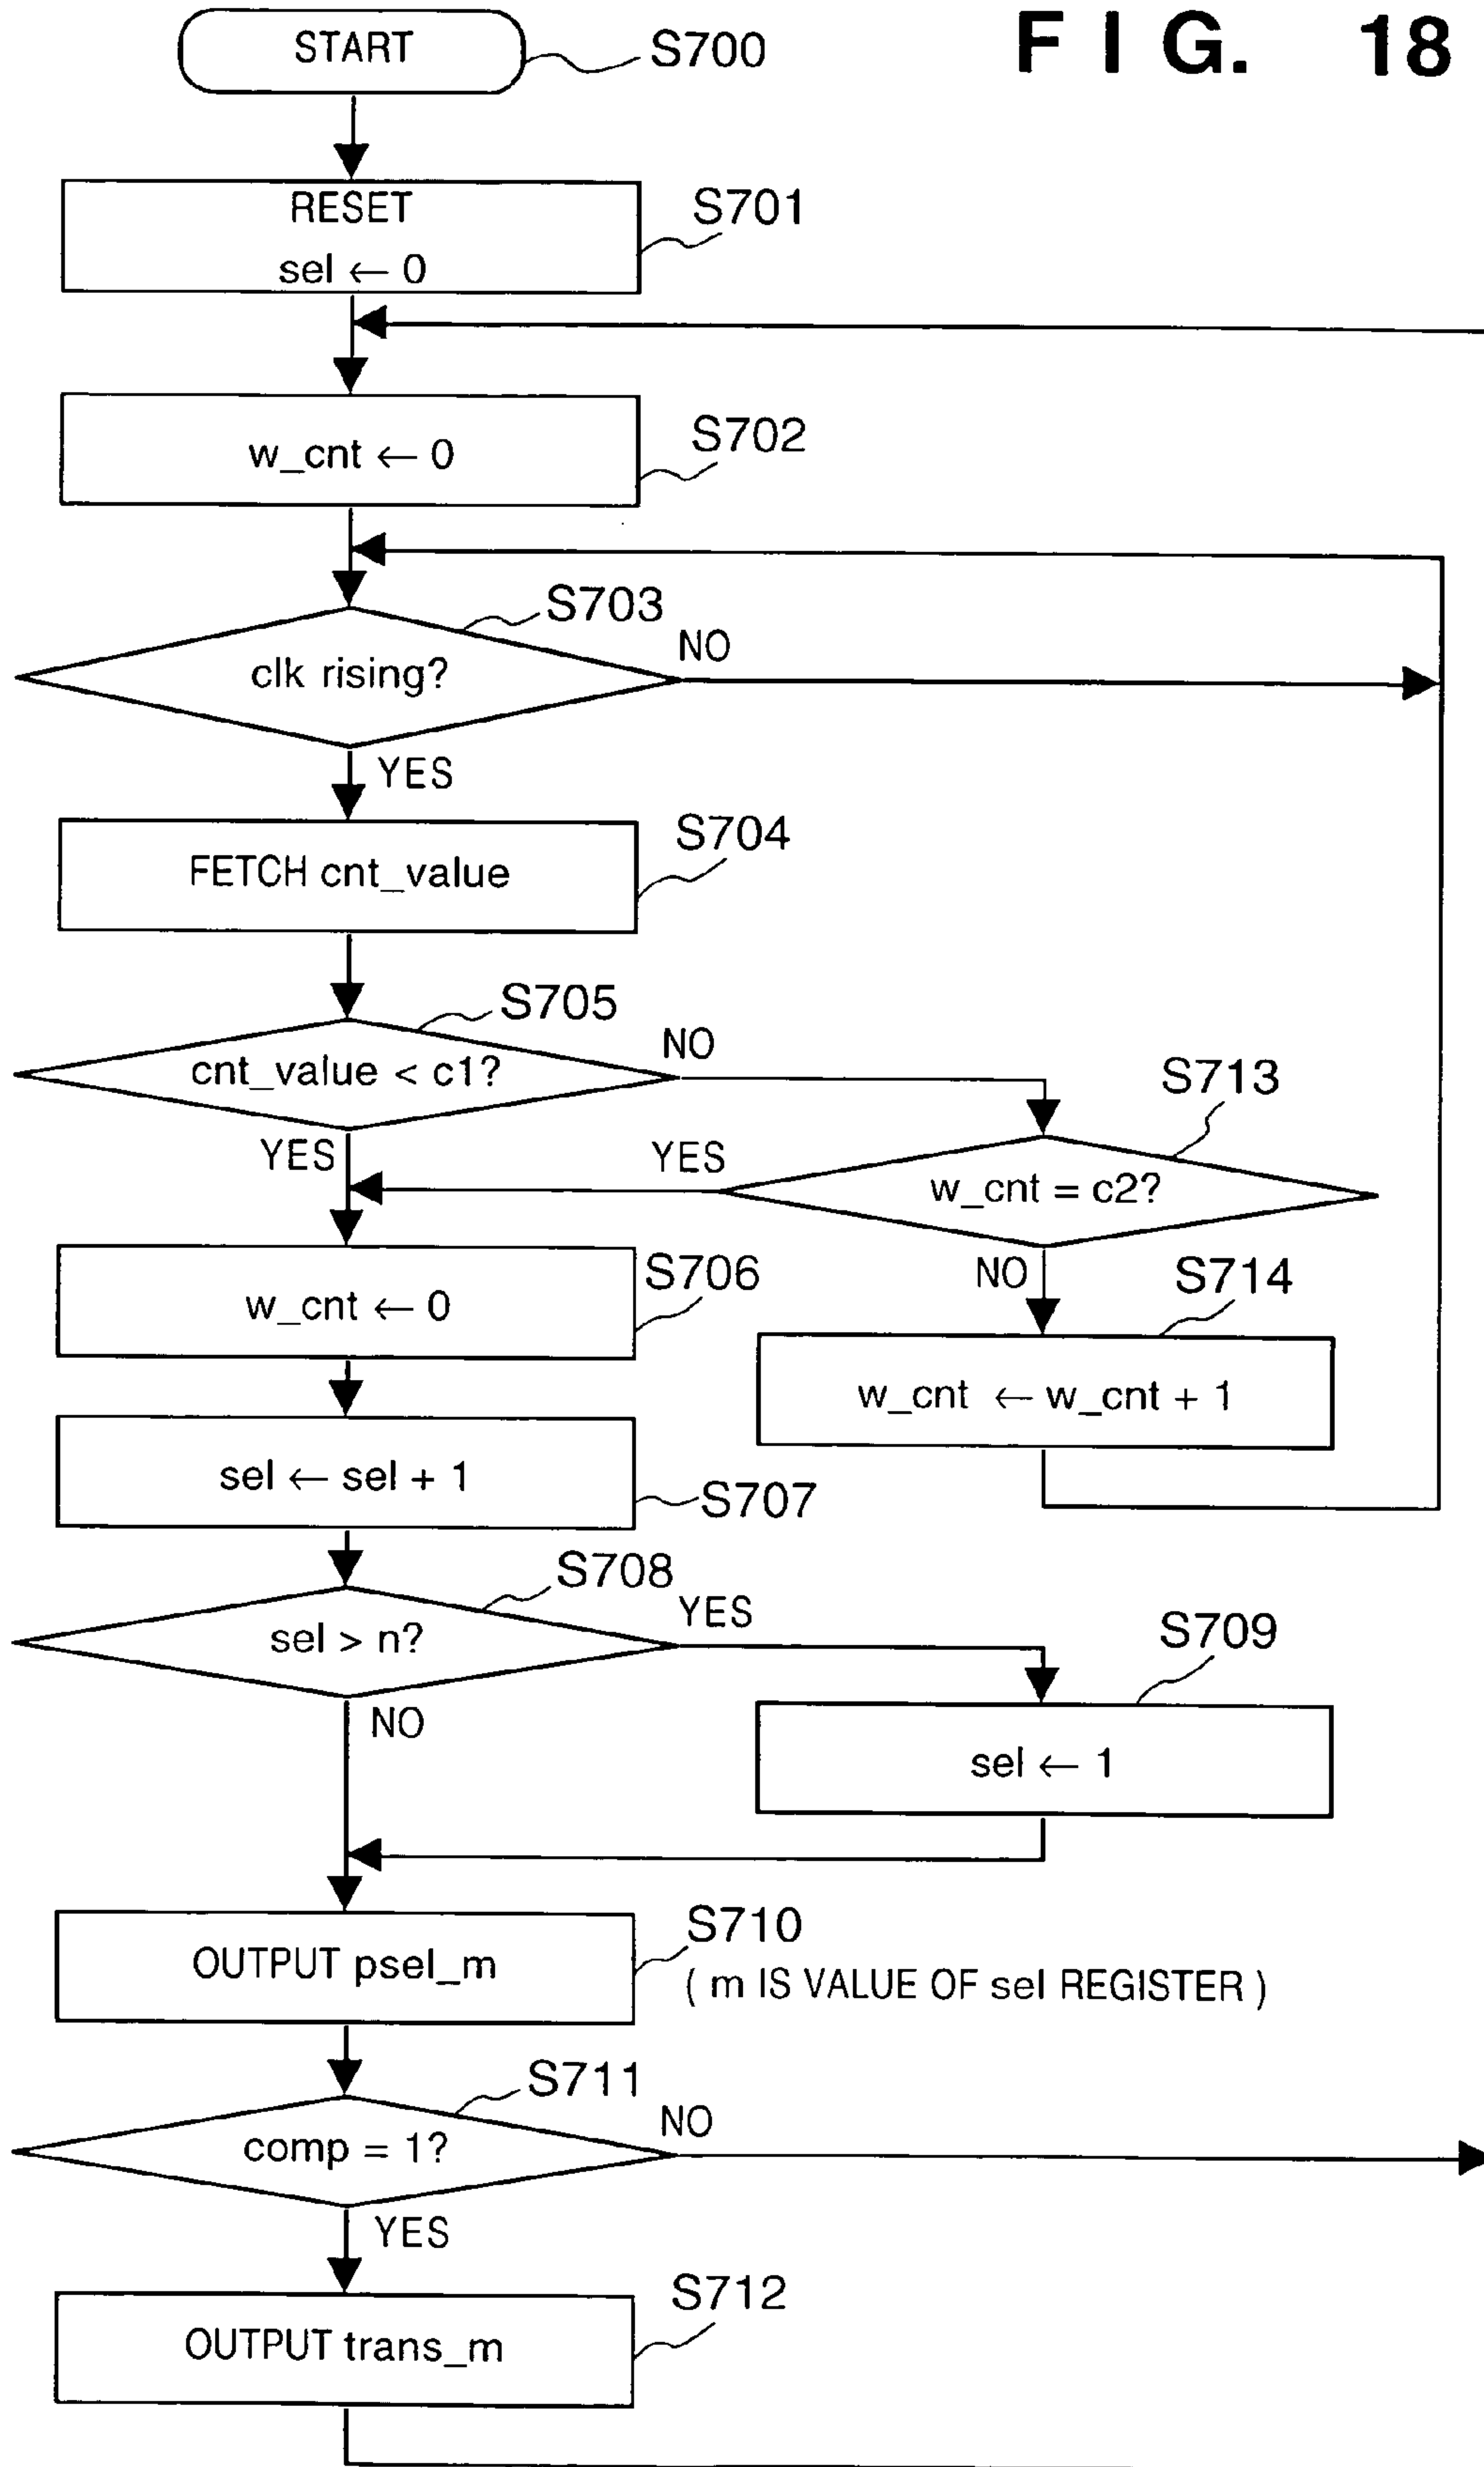 FIG. 18
START
S700
RESET
sel ← 0
S701
w_cnt ← 0
S702
S703
clk rising?
NO
YES
FETCH cnt_value
S704
S705
cnt_value < c1?
NO
YES
S713
w_cnt = c2?
YES
NO
S714
w_cnt ← w_cnt + 1
w_cnt ← 0
S706
sel ← sel + 1
S707
S708
sel > n?
YES
NO
S709
sel ← 1
OUTPUT psel_m
S710
( m IS VALUE OF sel REGISTER )
S711
comp = 1?
NO
YES
OUTPUT trans_m
S712